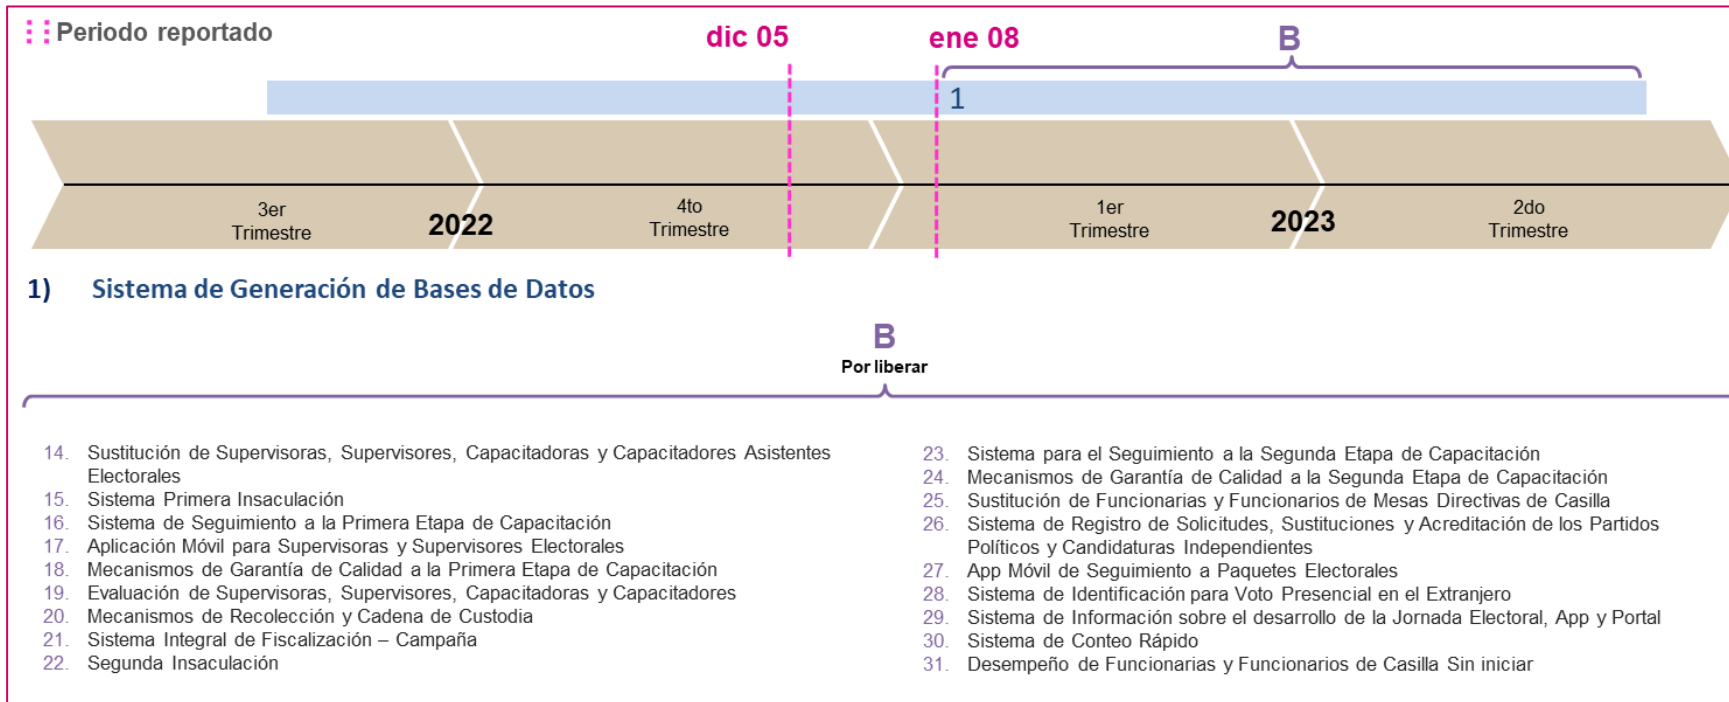 Periodo reportado
dic 05
ene 08
B
1
3er
Trimestre
2022
4to
Trimestre
1er
Trimestre
2023
2do
Trimestre
1) Sistema de Generación de Bases de Datos
B
Por liberar
14. Sustitución de Supervisoras, Supervisores, Capacitadoras y Capacitadores Asistentes
Electorales
15. Sistema Primera Insaculación
16. Sistema de Seguimiento a la Primera Etapa de Capacitación
17. Aplicación Móvil para Supervisoras y Supervisores Electorales
18. Mecanismos de Garantía de Calidad a la Primera Etapa de Capacitación
19. Evaluación de Supervisoras, Supervisores, Capacitadoras y Capacitadores
20. Mecanismos de Recolección y Cadena de Custodia
21. Sistema Integral de Fiscalización – Campaña
22. Segunda Insaculación
23. Sistema para el Seguimiento a la Segunda Etapa de Capacitación
24. Mecanismos de Garantía de Calidad a la Segunda Etapa de Capacitación
25. Sustitución de Funcionarias y Funcionarios de Mesas Directivas de Casilla
26. Sistema de Registro de Solicitudes, Sustituciones y Acreditación de los Partidos
Políticos y Candidaturas Independientes
27. App Móvil de Seguimiento a Paquetes Electorales
28. Sistema de Identificación para Voto Presencial en el Extranjero
29. Sistema de Información sobre el desarrollo de la Jornada Electoral, App y Portal
30. Sistema de Conteo Rápido
31. Desempeño de Funcionarias y Funcionarios de Casilla Sin iniciar